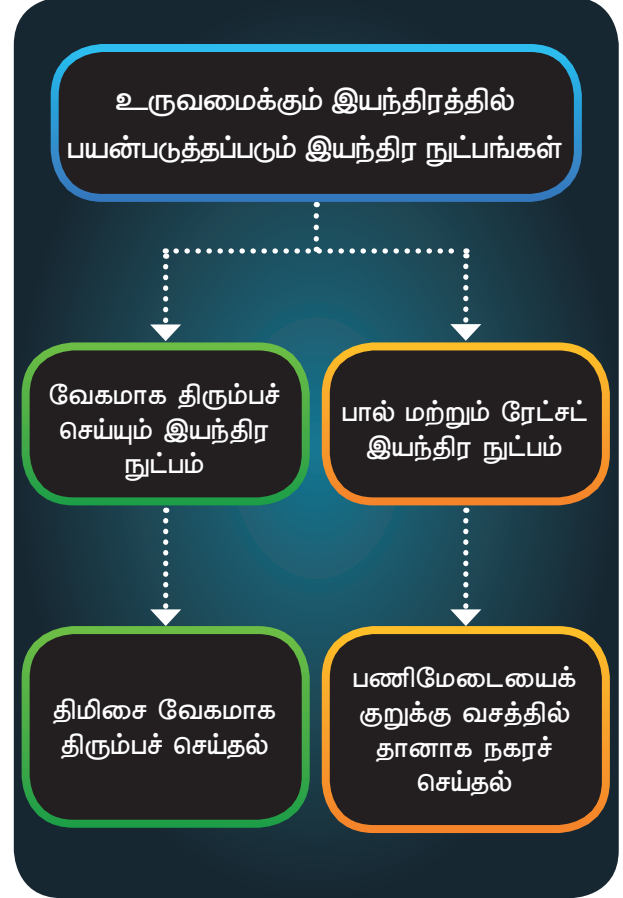 உருவமைக்கும் இயந்திரத்தில்
பயன்படுத்தப்படும் இயந்திர நுட்பங்கள்
வேகமாக திரும்பச்
செய்யும் இயந்திர
நுட்பம்
பால் மற்றும் ரேட்சட்
இயந்திர நுட்பம்
திமிசை வேகமாக
திரும்பச் செய்தல்
பணிமேடையைக்
குறுக்கு வசத்தில்
தானாக நகரச்
செய்தல்